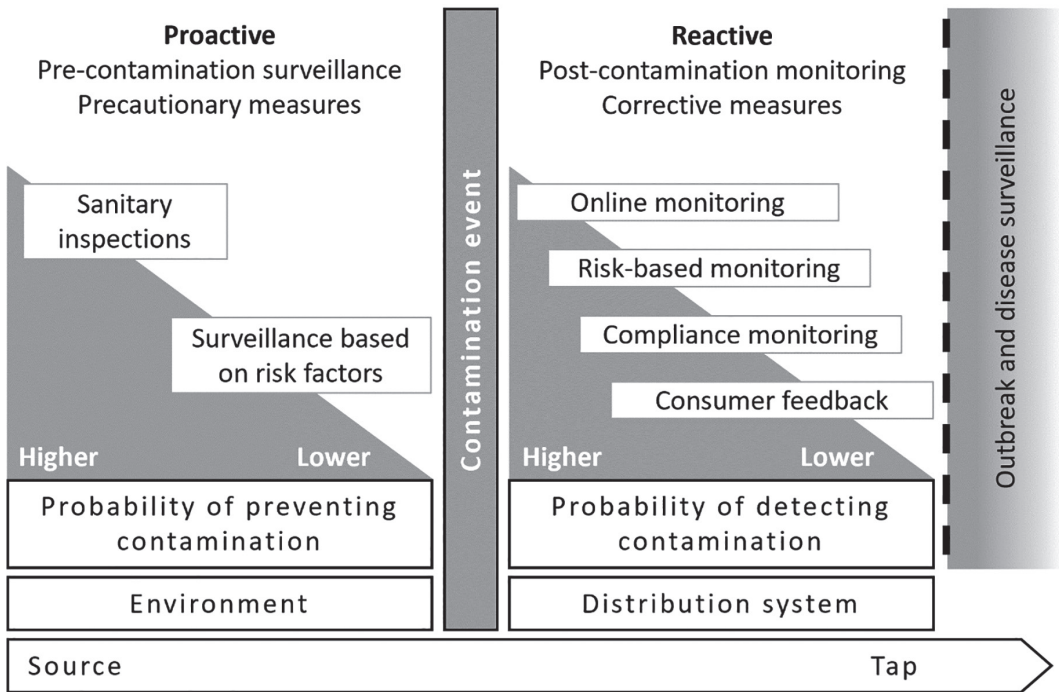 Proactive
Pre-contamination surveillance
Precautionary measures
Sanitary
inspections
Surveillance based
on risk factors
Higher
Lower
Probability of preventing
contamination
Environment
Contamination event
Reactive
Post-contamination monitoring
Corrective measures
Online monitoring
Risk-based monitoring
Compliance monitoring
Consumer feedback
Higher
Lower
Probability of detecting
contamination
Distribution system
Outbreak and disease surveillance
Source
Tap